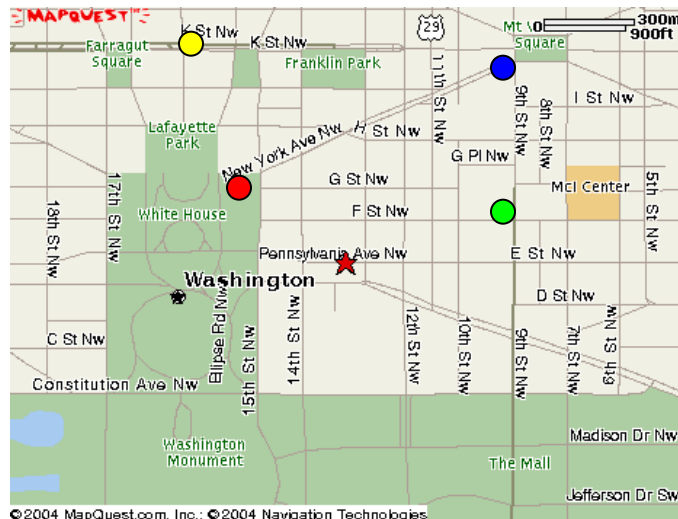 MAPQUEST
K St Nw
K St Nw
29
Mt V
Square
0
300m
900ft
Farragut
Square
Franklin Park
11th St Nw
I St Nw
9th St Nw
8th St Nw
H St Nw
Lafayette
Park
New York Ave Nw
G Pl Nw
17th St Nw
G St Nw
McI Center
5th St Nw
18th St Nw
White House
F St Nw
Pennsylvania Ave Nw
E St Nw
Washington
D St Nw
Ellipse Rd Nw
15th St Nw
14th St Nw
12th St Nw
10th St Nw
9th St Nw
7th St Nw
6th St Nw
C St Nw
Constitution Ave Nw
Washington
Monument
Madison Dr Nw
The Mall
Jefferson Dr Sw
©2004 MapQuest.com, Inc.; ©2004 Navigation Technologies